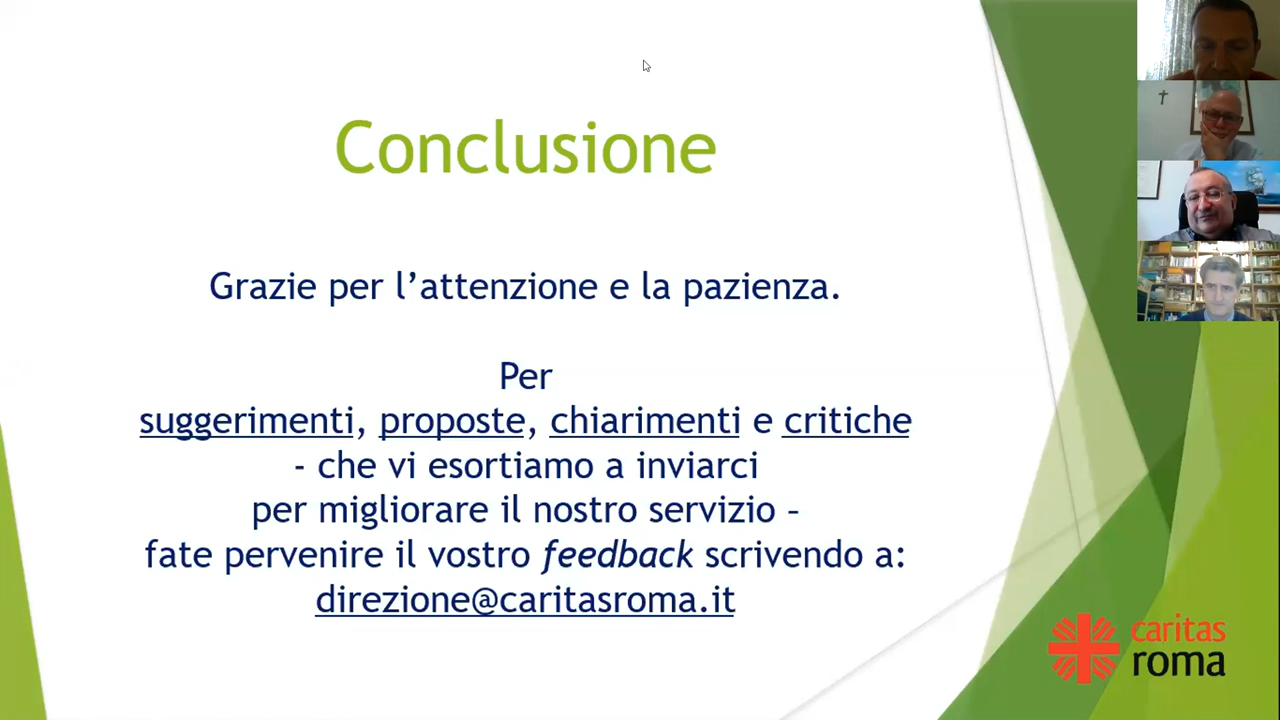 Conclusione
Grazie per l’attenzione e la pazienza.
Per
suggerimenti, proposte, chiarimenti e critiche
- che vi esortiamo a inviarci
per migliorare il nostro servizio –
fate pervenire il vostro feedback scrivendo a:
direzione@caritasroma.it
caritas
roma